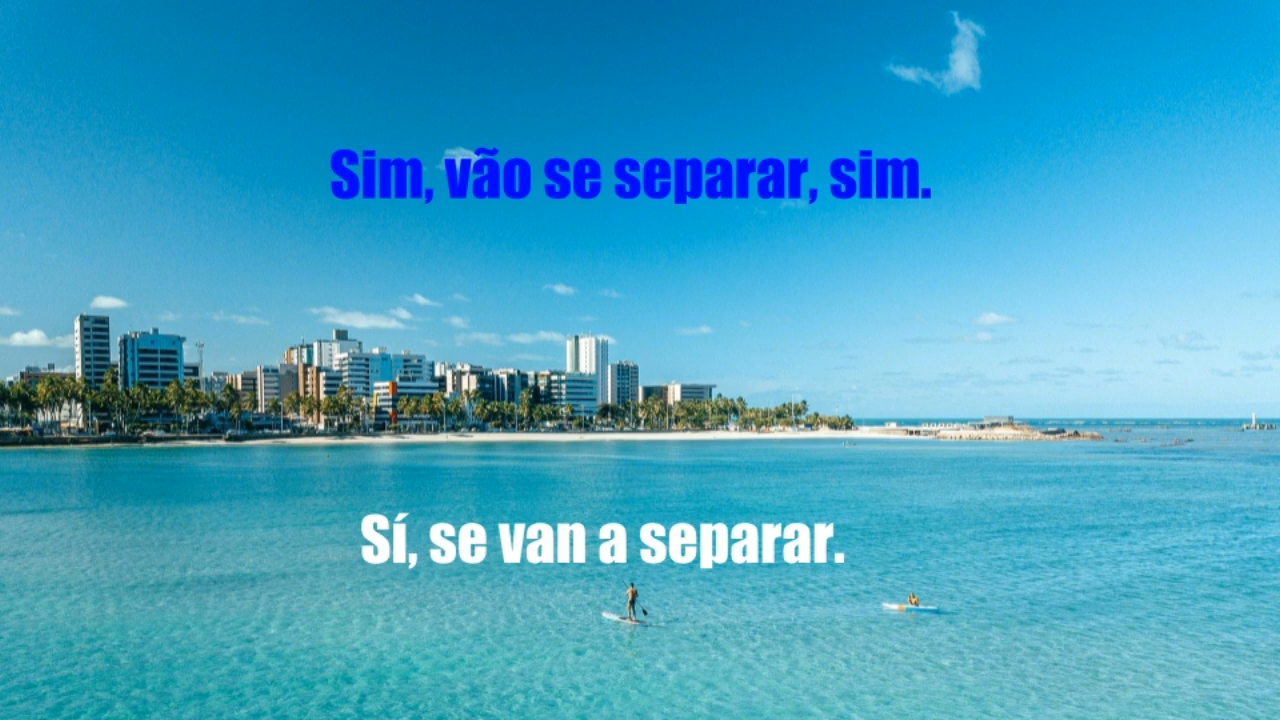 Sim, vão se separar, sim.
Sí, se van a separar.